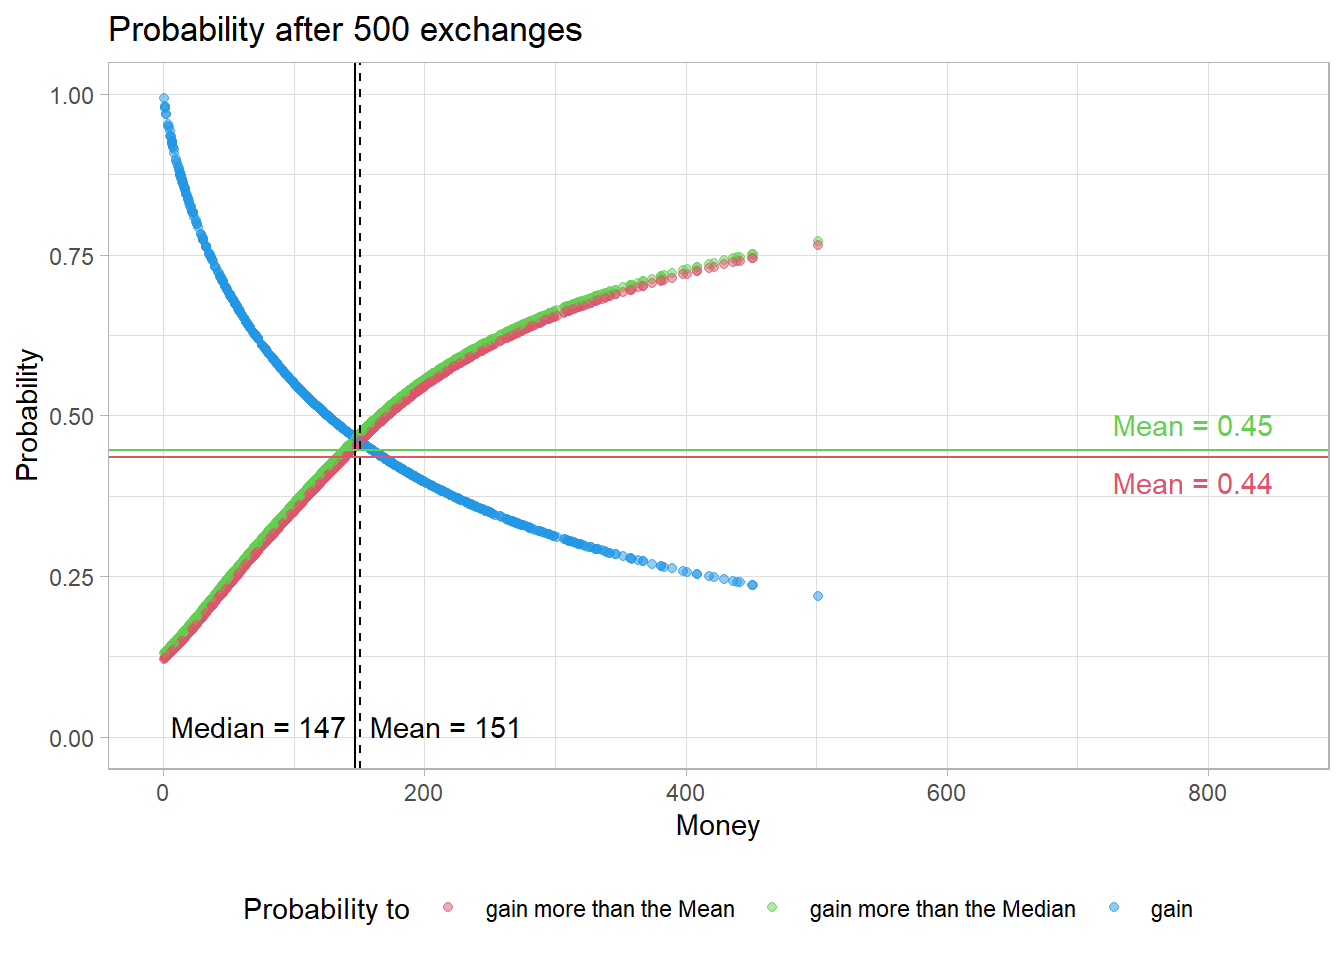 Probability after 500 exchanges
1.00
0.75
0.50
0.25
0.00
Probability
Mean = 0.45
Mean = 0.44
Median = 147
Mean = 151
0
200
400
600
800
Money
Probability to
gain more than the Mean
gain more than the Median
gain